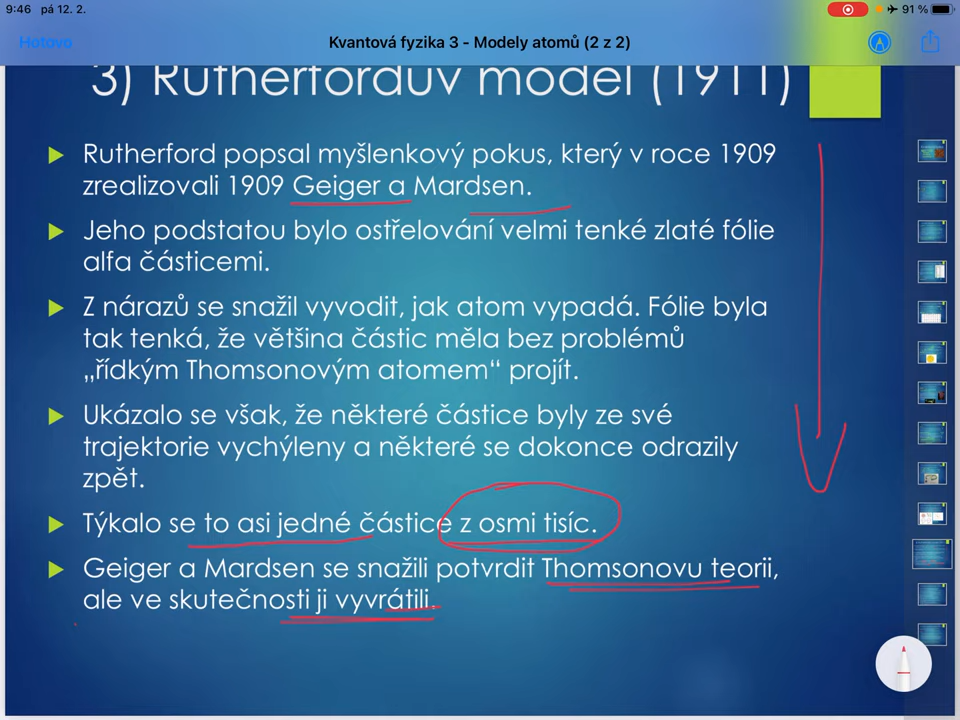 9:46 pá 12. 2.
91 %
Hotovo
Kvantová fyzika 3 - Modely atomů (2 z 2)
3) Rutherfordův model (1911)
Rutherford popsal myšlenkový pokus, který v roce 1909
zrealizovali 1909 Geiger a Mardsen.
Jeho podstatou bylo ostřelování velmi tenké zlaté fólie
alfa částicemi.
Z nárazů se snažil vyvodit, jak atom vypadá. Fólie byla
tak tenká, že většina částic měla bez problémů
„řídkým Thomsonovým atomem“ projít.
Ukázalo se však, že některé částice byly ze své
trajektorie vychýleny a některé se dokonce odrazily
zpět.
Týkalo se to asi jedné částice z osmi tisíc.
Geiger a Mardsen se snažili potvrdit Thomsonovu teorii,
ale ve skutečnosti ji vyvrátili.